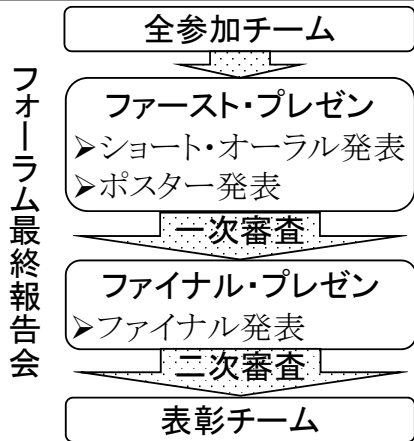 全参加チーム
フォーラム最終報告会
ファースト・プレゼン
➢ショート・オーラル発表
➢ポスター発表
一次審査
ファイナル・プレゼン
➢ファイナル発表
二次審査
表彰チーム